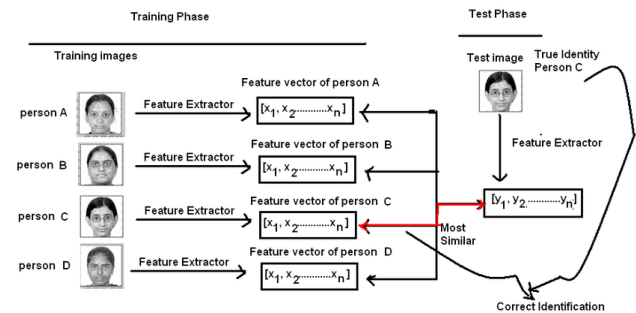 Training Phase
Test Phase
Training images
Test image
True Identity
Person C
Feature vector of person A
person A
Feature Extractor
[x1, x2...........xn]
Feature Extractor
Feature vector of person B
person B
Feature Extractor
[x1, x2...........xn]
[y1, y2...........yn]
Feature vector of person C
person C
Feature Extractor
[x1, x2...........xn]
Most
Similar
Feature vector of person D
person D
Feature Extractor
[x1, x2...........xn]
Correct Identification